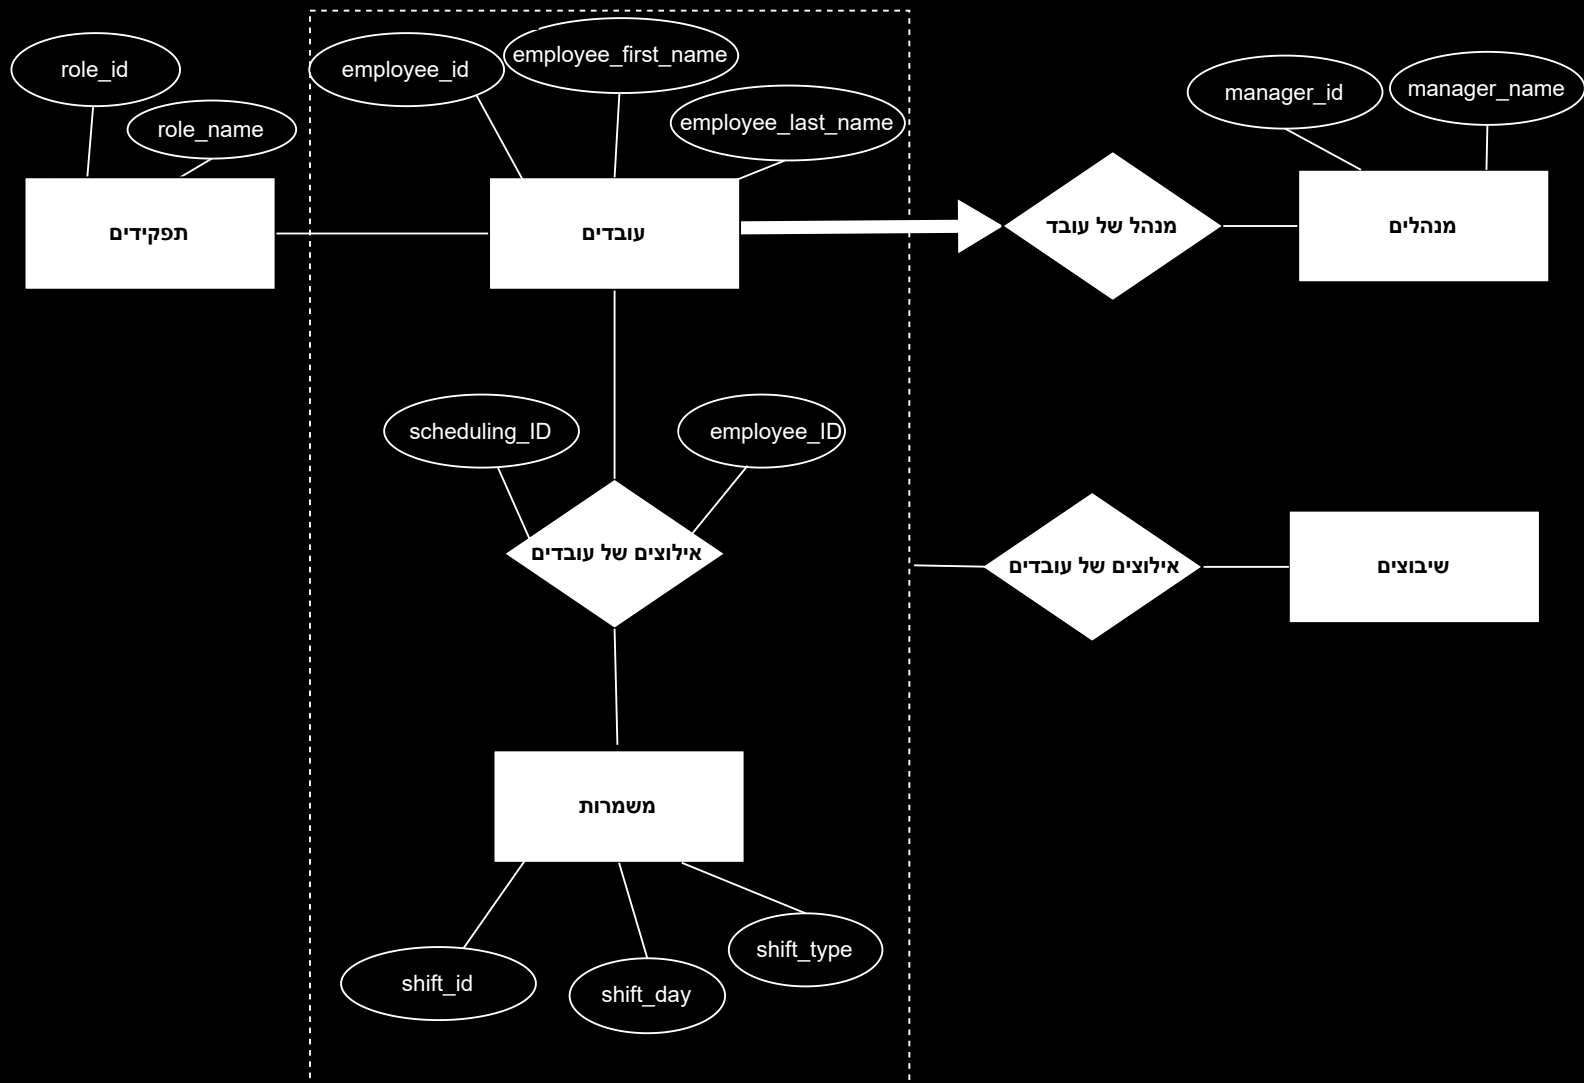 role_id
role_name
employee_id
employee_first_name
employee_last_name
manager_id
manager_name
תפקידים
עובדים
מנהל של עובד
מנהלים
scheduling_ID
employee_ID
אילוצים של עובדים
אילוצים של עובדים
שיבוצים
משמרות
shift_id
shift_day
shift_type